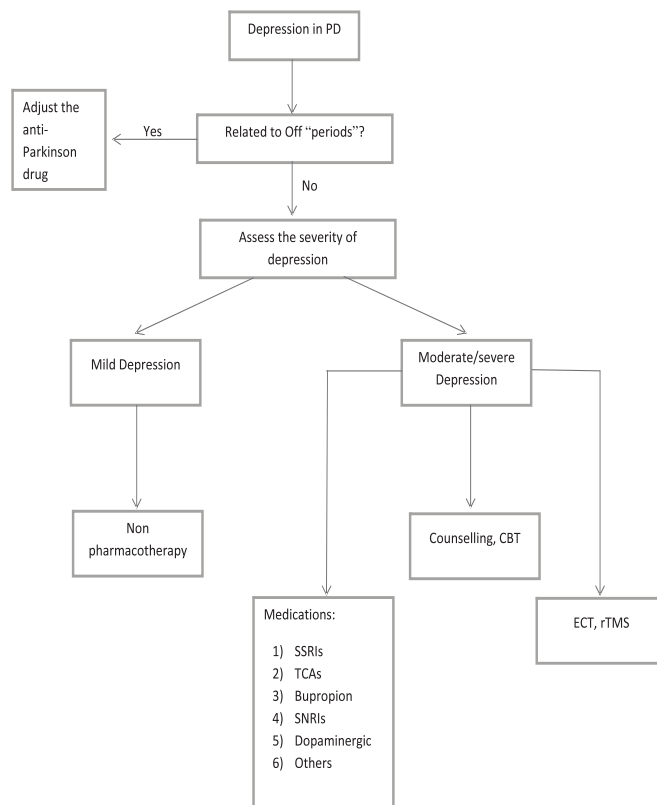 Depression in PD
Adjust the
anti-
Parkinson
drug
Yes
Related to Off “periods”?
No
Assess the severity of
depression
Mild Depression
Moderate/severe
Depression
Non
pharmacotherapy
Counselling, CBT
Medications:
1) SSRIs
2) TCAs
3) Bupropion
4) SNRIs
5) Dopaminergic
6) Others
ECT, rTMS